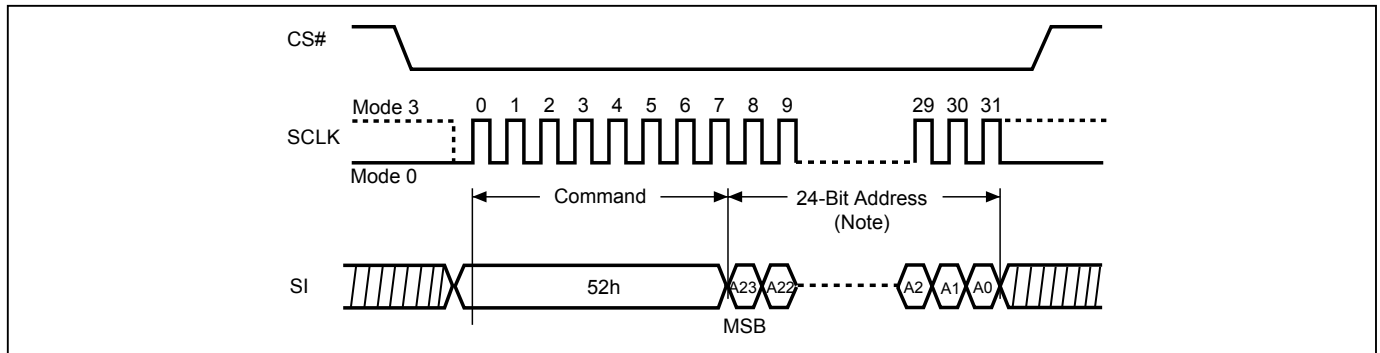 CS#
Mode 3 0 1 2 3 4 5 6 7 8 9 29 30 31
SCLK
Mode 0
Command 24-Bit Address
(Note)
SI 52h A23 A22 A2 A1 A0
MSB